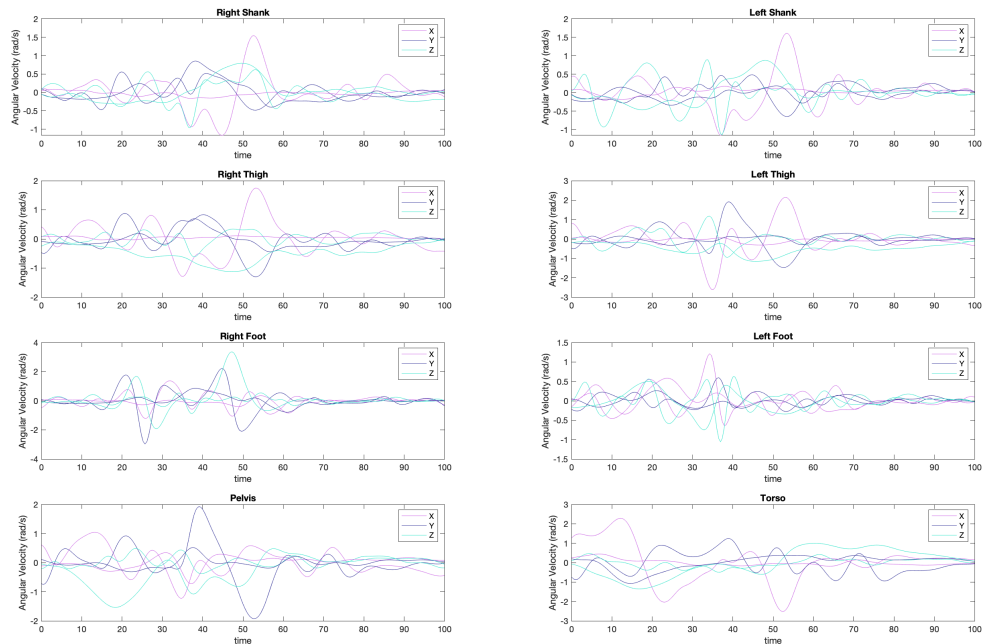 Right Shank
Angular Velocity (rad/s)
2
1.5
1
0.5
0
-0.5
-1
0 10 20 30 40 50 60 70 80 90 100
time
X
Y
Z
Left Shank
Angular Velocity (rad/s)
2
1.5
1
0.5
0
-0.5
-1
0 10 20 30 40 50 60 70 80 90 100
time
X
Y
Z
Right Thigh
Angular Velocity (rad/s)
2
1
0
-1
-2
0 10 20 30 40 50 60 70 80 90 100
time
X
Y
Z
Left Thigh
Angular Velocity (rad/s)
3
2
1
0
-1
-2
-3
0 10 20 30 40 50 60 70 80 90 100
time
X
Y
Z
Right Foot
Angular Velocity (rad/s)
4
2
0
-2
-4
0 10 20 30 40 50 60 70 80 90 100
time
X
Y
Z
Left Foot
Angular Velocity (rad/s)
1.5
1
0.5
0
-0.5
-1
-1.5
0 10 20 30 40 50 60 70 80 90 100
time
X
Y
Z
Pelvis
Angular Velocity (rad/s)
2
1
0
-1
-2
0 10 20 30 40 50 60 70 80 90 100
time
X
Y
Z
Torso
Angular Velocity (rad/s)
3
2
1
0
-1
-2
-3
0 10 20 30 40 50 60 70 80 90 100
time
X
Y
Z